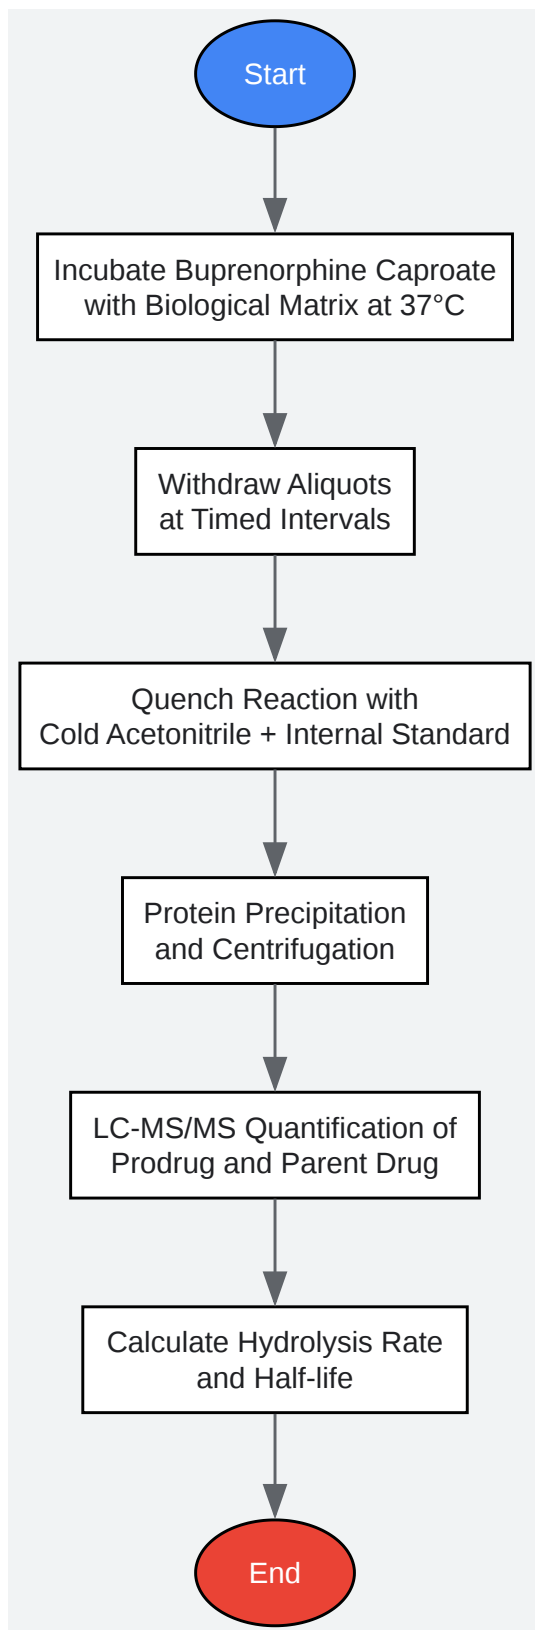 Start
Incubate Buprenorphine Caproate
with Biological Matrix at 37°C
Withdraw Aliquots
at Timed Intervals
Quench Reaction with
Cold Acetonitrile + Internal Standard
Protein Precipitation
and Centrifugation
LC-MS/MS Quantification of
Prodrug and Parent Drug
Calculate Hydrolysis Rate
and Half-life
End